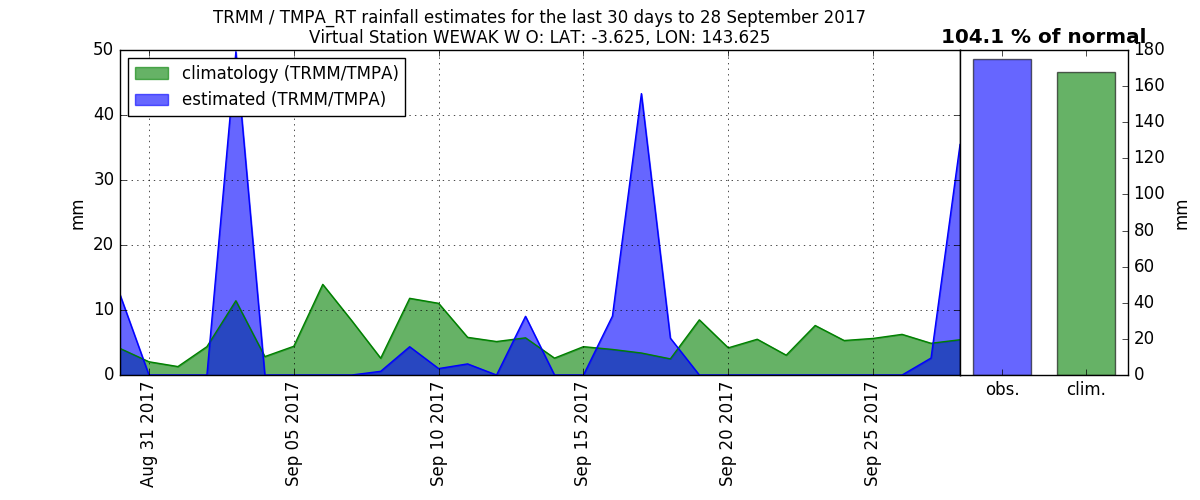 TRMM / TMPA_RT rainfall estimates for the last 30 days to 28 September 2017
Virtual Station WEWAK W O: LAT: -3.625, LON: 143.625
104.1 % of normal
climatology (TRMM/TMPA)
estimated (TRMM/TMPA)
50
40
30
20
10
0
mm
Aug 31 2017
Sep 05 2017
Sep 10 2017
Sep 15 2017
Sep 20 2017
Sep 25 2017
obs.
clim.
180
160
140
120
100
80
60
40
20
0
mm